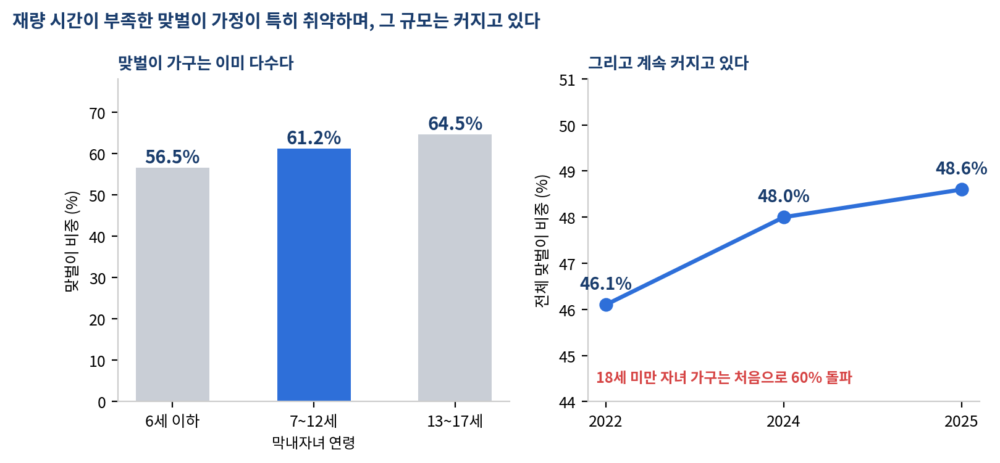 재량 시간이 부족한 맞벌이 가정이 특히 취약하며, 그 규모는 커지고 있다
맞벌이 가구는 이미 다수다
맞벌이 비중 (%)
70
60
50
40
30
20
10
0
56.5%
61.2%
64.5%
6세 이하
7~12세
13~17세
막내자녀 연령
그리고 계속 커지고 있다
전체 맞벌이 비중 (%)
51
50
49
48
47
46
45
44
46.1%
48.0%
48.6%
18세 미만 자녀 가구는 처음으로 60% 돌파
2022
2024
2025